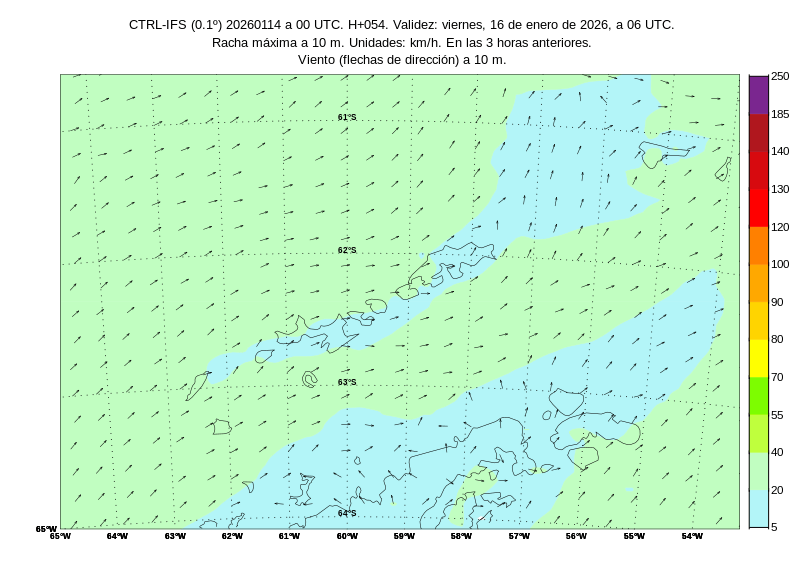 CTRL-IFS (0.1º) 20260114 a 00 UTC. H+054. Validez: viernes, 16 de enero de 2026, a 06 UTC.
Racha máxima a 10 m. Unidades: km/h. En las 3 horas anteriores.
Viento (flechas de dirección) a 10 m.
250
185
140
130
120
100
90
80
70
55
40
20
5
61°S
62°S
63°S
64°S
65°W
65°W 64°W 63°W 62°W 61°W 60°W 59°W 58°W 57°W 56°W 55°W 54°W